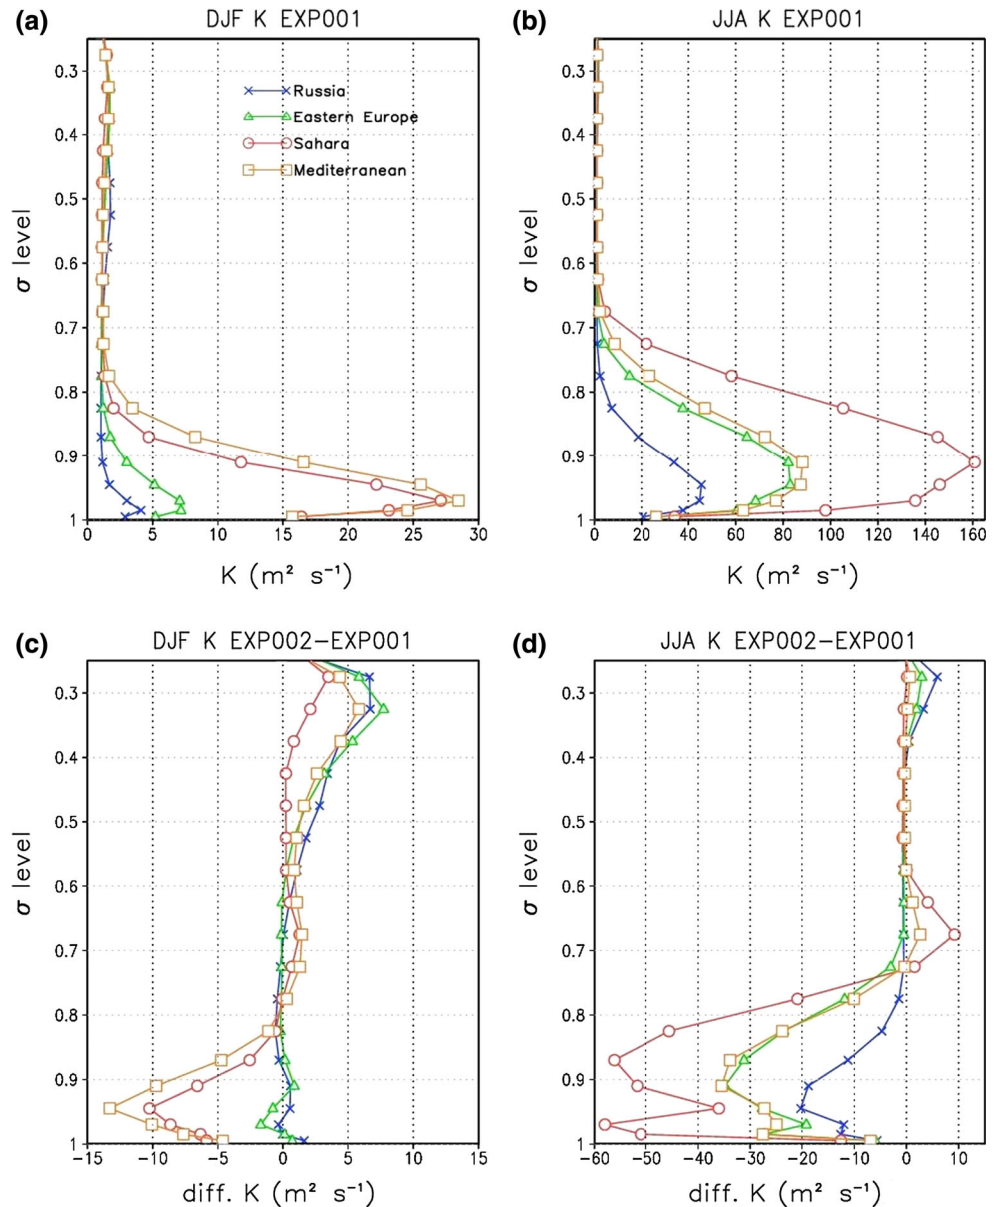 (a) DJF K EXP001
0.3
0.4
0.5
0.6
0.7
0.8
0.9
1
σ level
Russia
Eastern Europe
Sahara
Mediterranean
0 5 10 15 20 25 30
K (m² s⁻¹)
(b) JJA K EXP001
0.3
0.4
0.5
0.6
0.7
0.8
0.9
1
σ level
0 20 40 60 80 100 120 140 160
K (m² s⁻¹)
(c) DJF K EXP002−EXP001
0.3
0.4
0.5
0.6
0.7
0.8
0.9
1
σ level
−15 −10 −5 0 5 10 15
diff. K (m² s⁻¹)
(d) JJA K EXP002−EXP001
0.3
0.4
0.5
0.6
0.7
0.8
0.9
1
σ level
−60 −50 −40 −30 −20 −10 0 10
diff. K (m² s⁻¹)